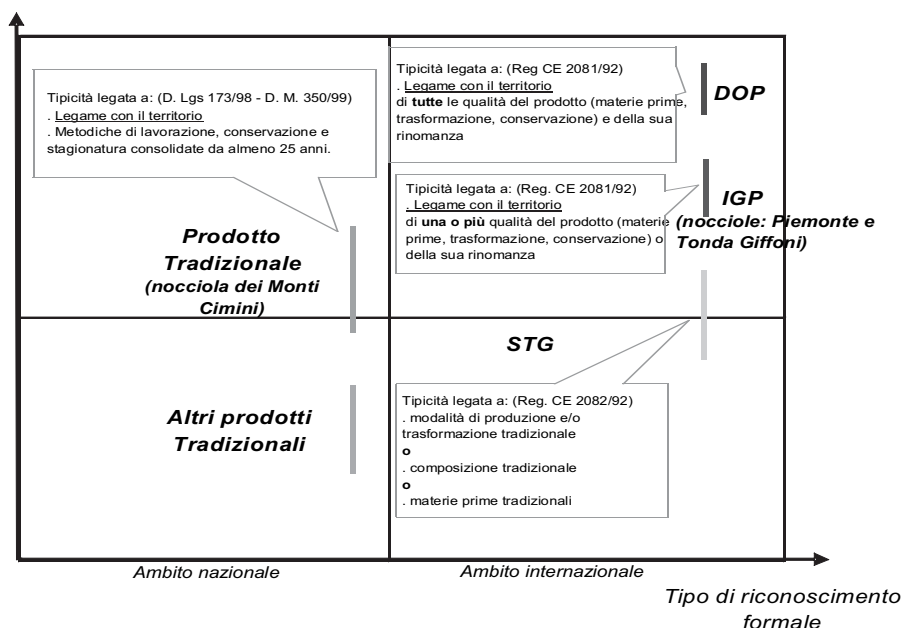 Tipicità legata a: (D. Lgs 173/98 - D. M. 350/99)
. Legame con il territorio
. Metodiche di lavorazione, conservazione e
stagionatura consolidate da almeno 25 anni.
Prodotto
Tradizionale
(nocciola dei Monti
Cimini)
Tipicità legata a: (Reg CE 2081/92)
. Legame con il territorio
di tutte le qualità del prodotto (materie prime,
trasformazione, conservazione) e della sua
rinomanza
DOP
Tipicità legata a: (Reg. CE 2081/92)
. Legame con il territorio
di una o più qualità del prodotto (materie
prime, trasformazione, conservazione) o
della sua rinomanza
IGP
(nocciole: Piemonte e
Tonda Giffoni)
Altri prodotti
Tradizionali
STG
Tipicità legata a: (Reg. CE 2082/92)
. modalità di produzione e/o
trasformazione tradizionale
o
. composizione tradizionale
o
. materie prime tradizionali
Ambito nazionale
Ambito internazionale
Tipo di riconoscimento
formale